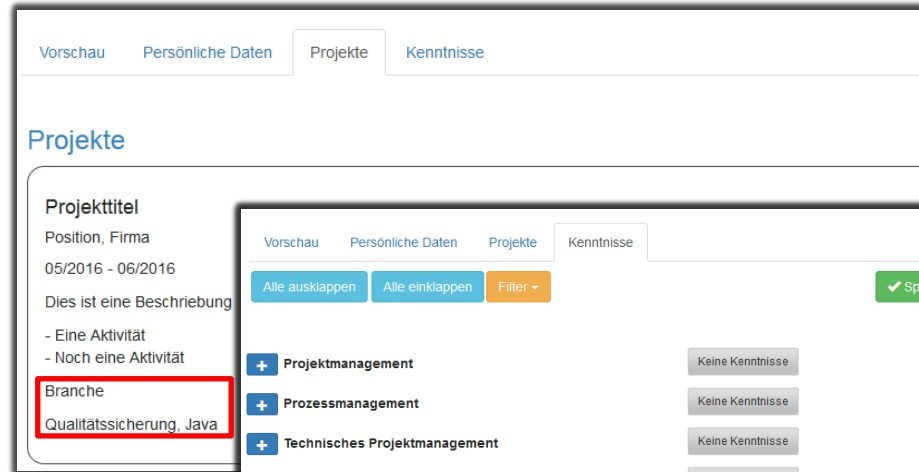 Vorschau Persönliche Daten Projekte Kenntnisse
Projekte
Projekttitel
Position, Firma
05/2016 - 06/2016
Dies ist eine Beschriebung
- Eine Aktivität
- Noch eine Aktivität
Branche
Qualitätssicherung, Java
Vorschau Persönliche Daten Projekte Kenntnisse
Alle ausklappen Alle einklappen Filter Sp
+ Projektmanagement Keine Kenntnisse
+ Prozessmanagement Keine Kenntnisse
+ Technisches Projektmanagement Keine Kenntnisse